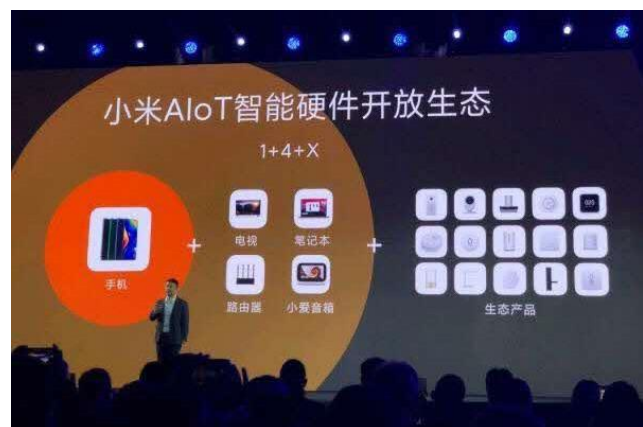 小米AIoT智能硬件开放生态
1+4+X
手机
+
电视
笔记本
路由器
小爱音箱
+
生态产品